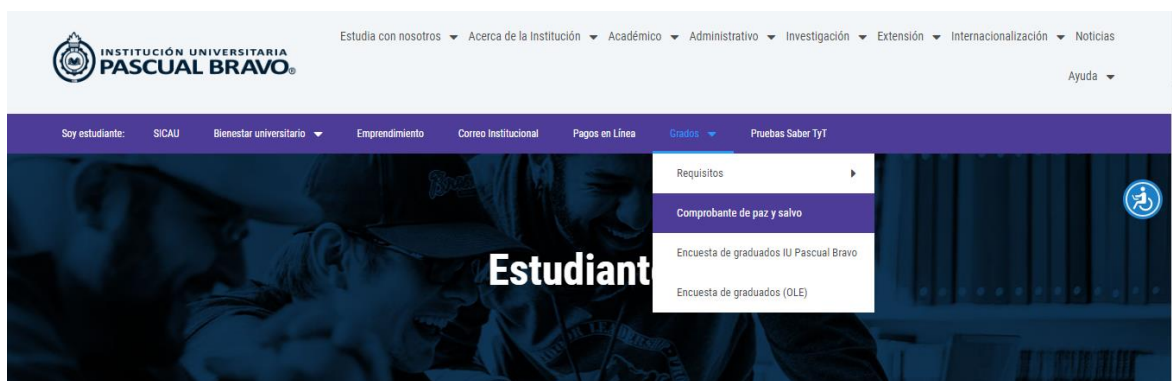 INSTITUCIÓN UNIVERSITARIA
PASCUAL BRAVO®
Estudia con nosotros Acerca de la Institución Académico Administrativo Investigación Extensión Internacionalización Noticias
Ayuda
Soy estudiante: SICAU Bienestar universitario Emprendimiento Correo Institucional Pagos en Línea Grados Pruebas Saber TyT
Requisitos
Comprobante de paz y salvo
Encuesta de graduados IU Pascual Bravo
Encuesta de graduados (OLE)
Estudiant